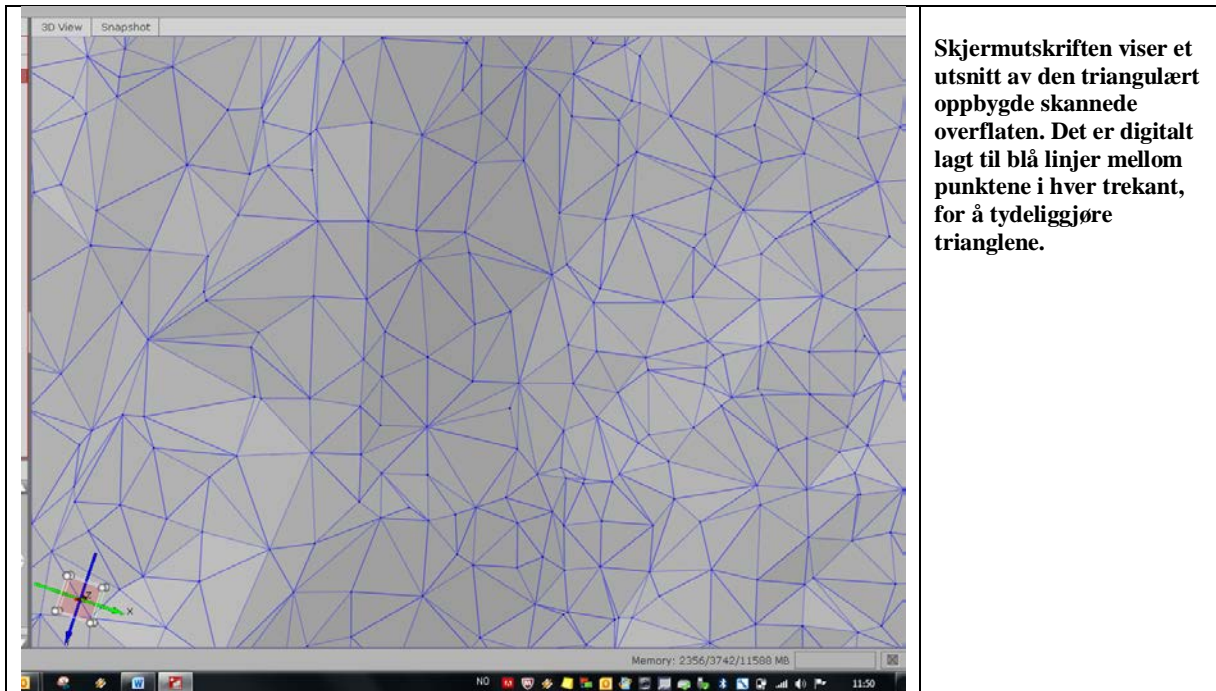 3D View Snapshot
Skjermutskriften viser et
utsnitt av den triangulært
oppbygde skannede
overflaten. Det er digitalt
lagt til blå linjer mellom
punktene i hver trekant,
for å tydeliggjøre
trianglene.
Z
X
Memory: 2356/3742/11588 MB
NO 11:50